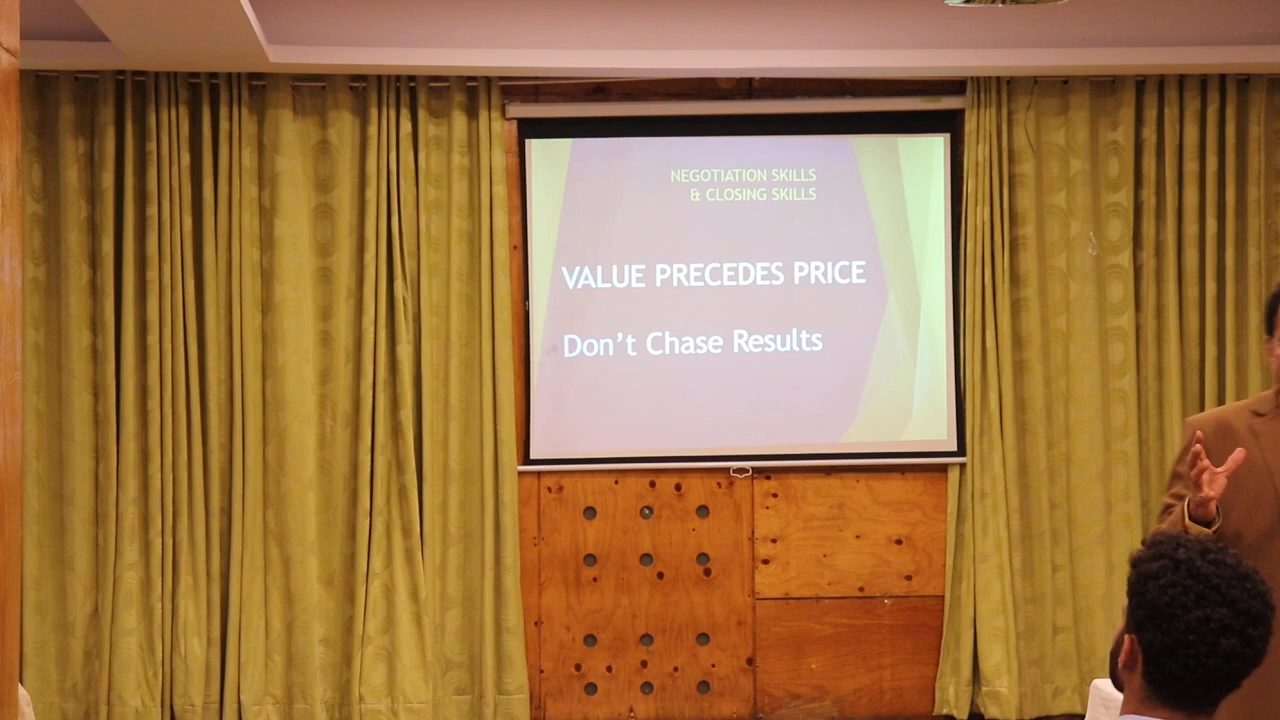 NEGOTIATION SKILLS
& CLOSING SKILLS
VALUE PRECEDES PRICE
Don’t Chase Results